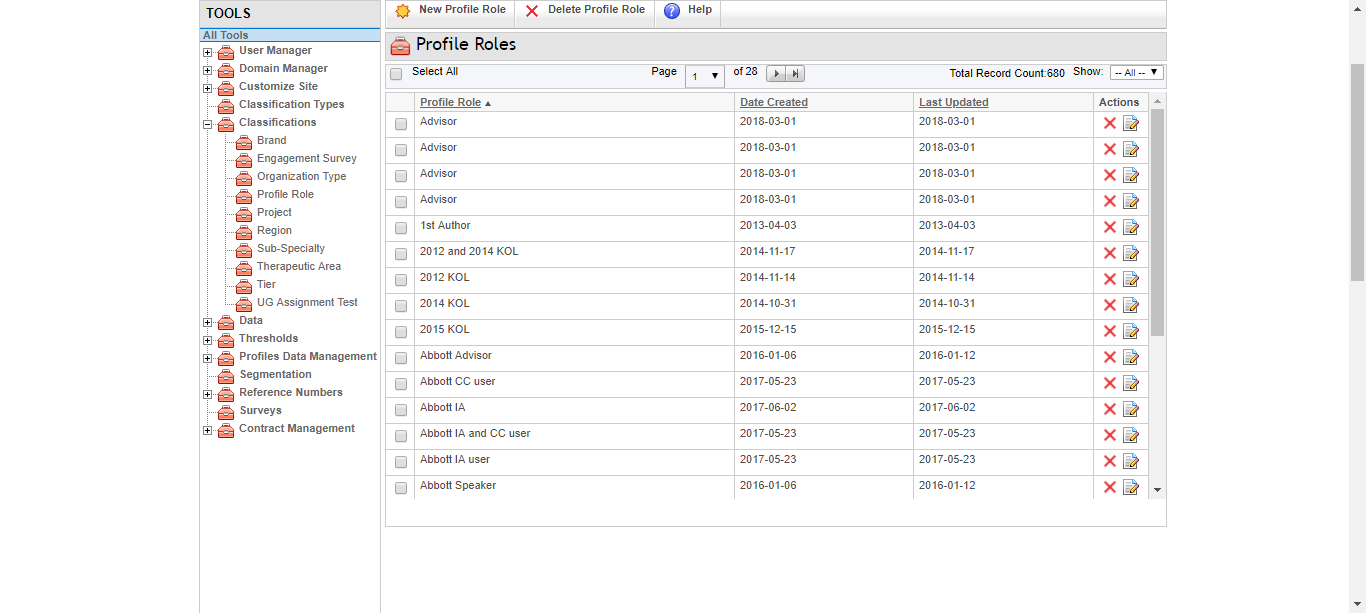 TOOLS
All Tools
User Manager
Domain Manager
Customize Site
Classification Types
Classifications
Brand
Engagement Survey
Organization Type
Profile Role
Project
Region
Sub-Specialty
Therapeutic Area
Tier
UG Assignment Test
Data
Thresholds
Profiles Data Management
Segmentation
Reference Numbers
Surveys
Contract Management
New Profile Role Delete Profile Role ? Help
Profile Roles
Select All Page 1 of 28 Total Record Count:680 Show: -- All --
Profile Role Date Created Last Updated Actions
Advisor 2018-03-01 2018-03-01
Advisor 2018-03-01 2018-03-01
Advisor 2018-03-01 2018-03-01
Advisor 2018-03-01 2018-03-01
1st Author 2013-04-03 2013-04-03
2012 and 2014 KOL 2014-11-17 2014-11-17
2012 KOL 2014-11-14 2014-11-14
2014 KOL 2014-10-31 2014-10-31
2015 KOL 2015-12-15 2015-12-15
Abbott Advisor 2016-01-06 2016-01-12
Abbott CC user 2017-05-23 2017-05-23
Abbott IA 2017-06-02 2017-06-02
Abbott IA and CC user 2017-05-23 2017-05-23
Abbott IA user 2017-05-23 2017-05-23
Abbott Speaker 2016-01-06 2016-01-12